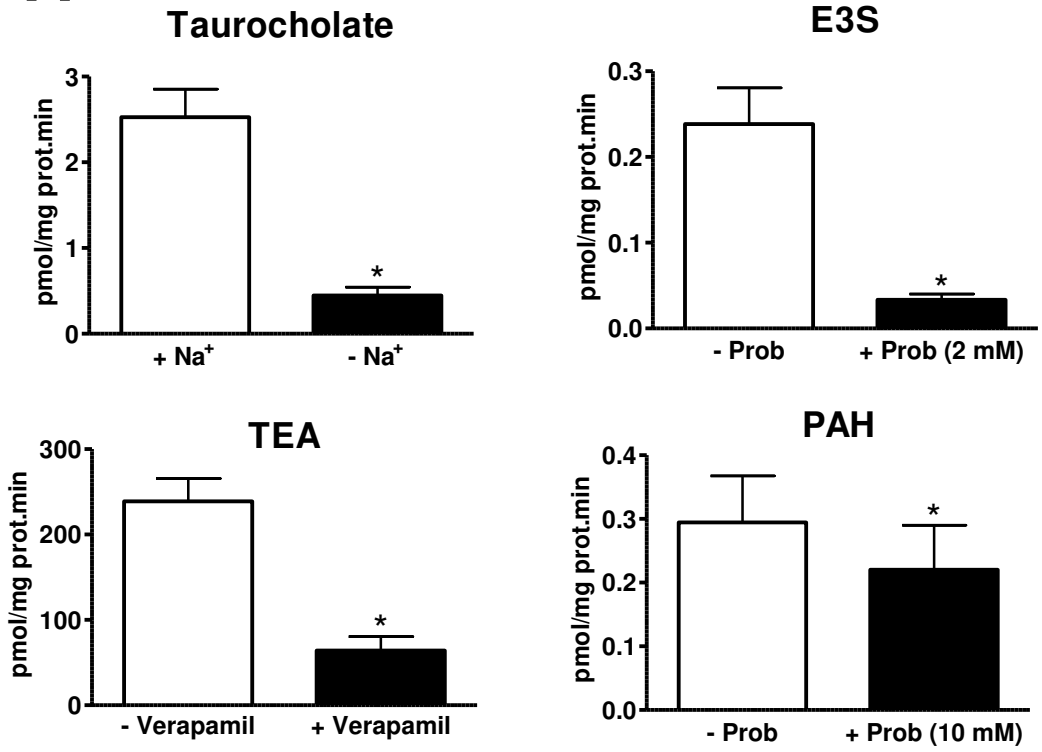 Taurocholate
pmol/mg prot.min
3
2
1
0
*
+ Na⁺
- Na⁺
E3S
pmol/mg prot.min
0.3
0.2
0.1
0.0
*
- Prob
+ Prob (2 mM)
TEA
pmol/mg prot.min
300
200
100
0
*
- Verapamil
+ Verapamil
PAH
pmol/mg prot.min
0.4
0.3
0.2
0.1
0.0
*
- Prob
+ Prob (10 mM)